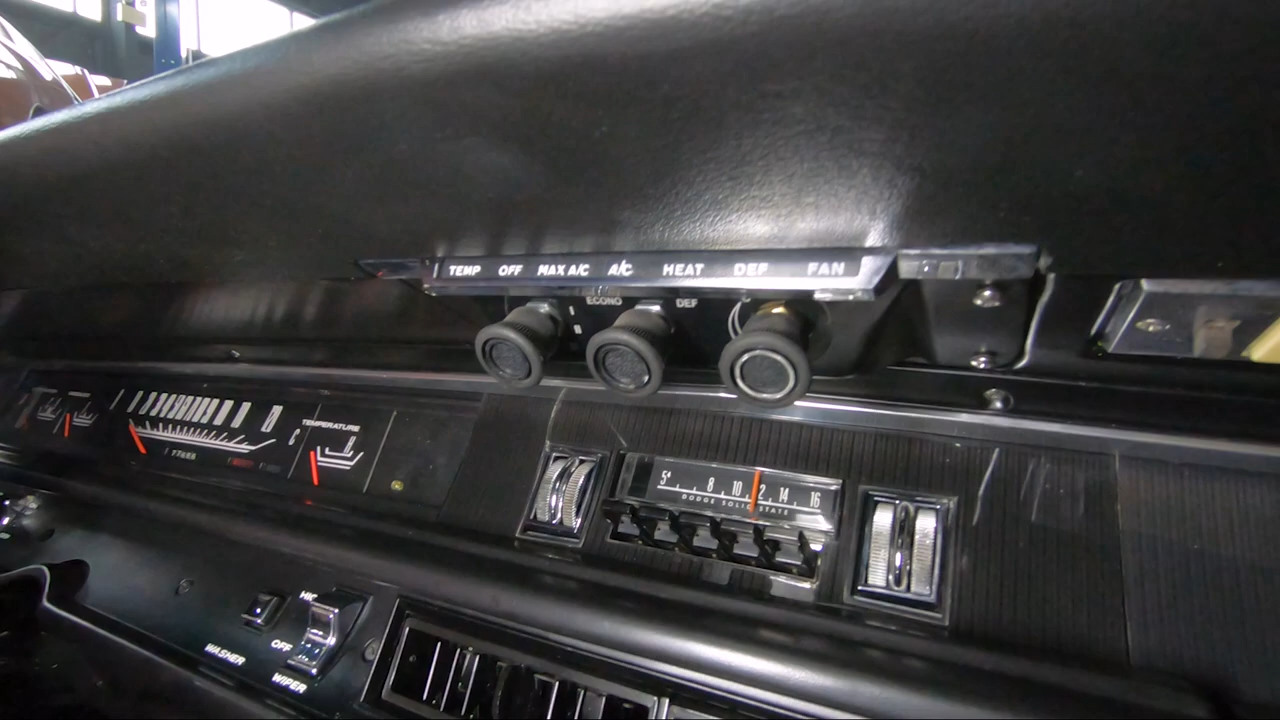 TEMP OFF MAX A/C A/C HEAT DEF FAN
ECONO DEF
TEMPERATURE
C
5 8 10 12 14 16
DODGE SOLID STATE
OFF
WASHER
WIPER